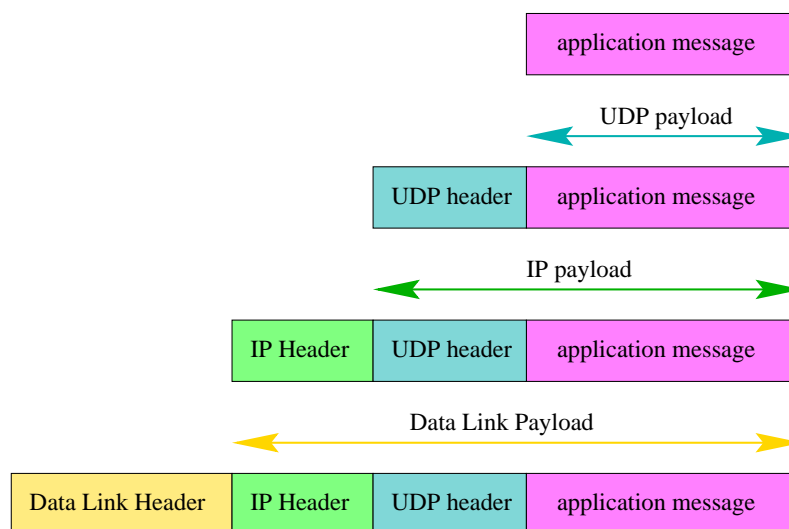 application message
UDP payload
UDP header application message
IP payload
IP Header UDP header application message
Data Link Payload
Data Link Header IP Header UDP header application message